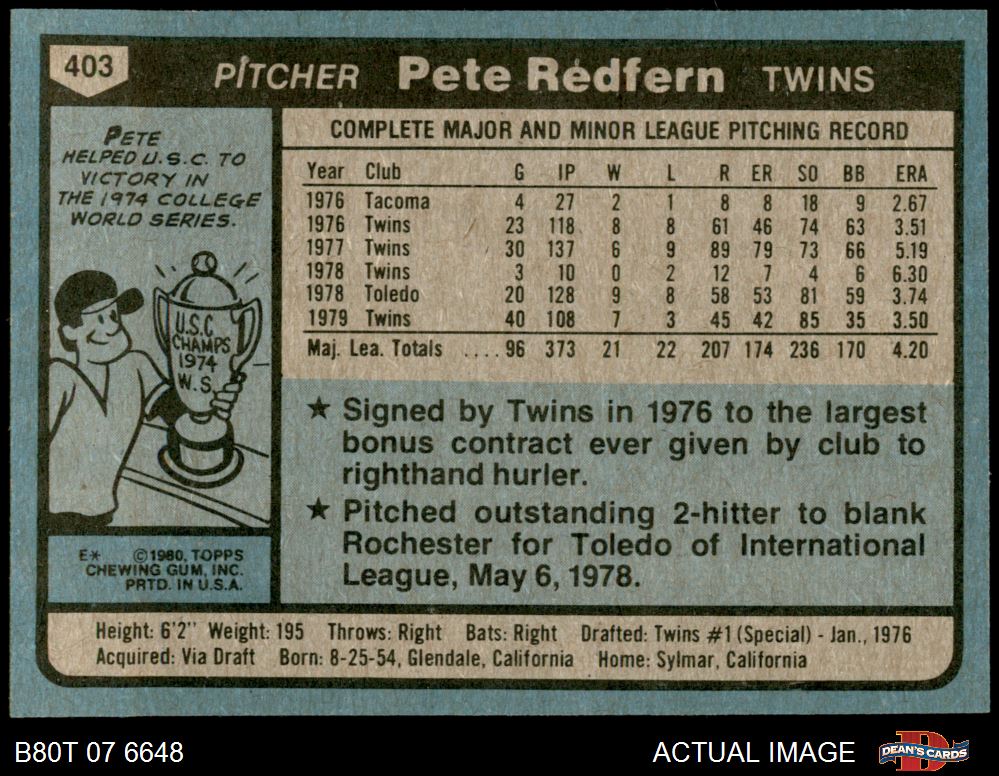 403 PITCHER Pete Redfern TWINS
PETE
HELPED U.S.C. TO
VICTORY IN
THE 1974 COLLEGE
WORLD SERIES.
U.S.C
CHAMPS
1974
W.S.
E* ©1980, TOPPS
CHEWING GUM, INC.
PRTD. IN U.S.A.
COMPLETE MAJOR AND MINOR LEAGUE PITCHING RECORD
Year Club G IP W L R ER SO BB ERA
1976 Tacoma 4 27 2 1 8 8 18 9 2.67
1976 Twins 23 118 8 8 61 46 74 63 3.51
1977 Twins 30 137 6 9 89 79 73 66 5.19
1978 Twins 3 10 0 2 12 7 4 6 6.30
1978 Toledo 20 128 9 8 58 53 81 59 3.74
1979 Twins 40 108 7 3 45 42 85 35 3.50
Maj. Lea. Totals ....96 373 21 22 207 174 236 170 4.20
★ Signed by Twins in 1976 to the largest
bonus contract ever given by club to
righthand hurler.
★ Pitched outstanding 2-hitter to blank
Rochester for Toledo of International
League, May 6, 1978.
Height: 6'2" Weight: 195 Throws: Right Bats: Right Drafted: Twins #1 (Special) - Jan., 1976
Acquired: Via Draft Born: 8-25-54, Glendale, California Home: Sylmar, California
B80T 07 6648 ACTUAL IMAGE D DEAN'S CARDS